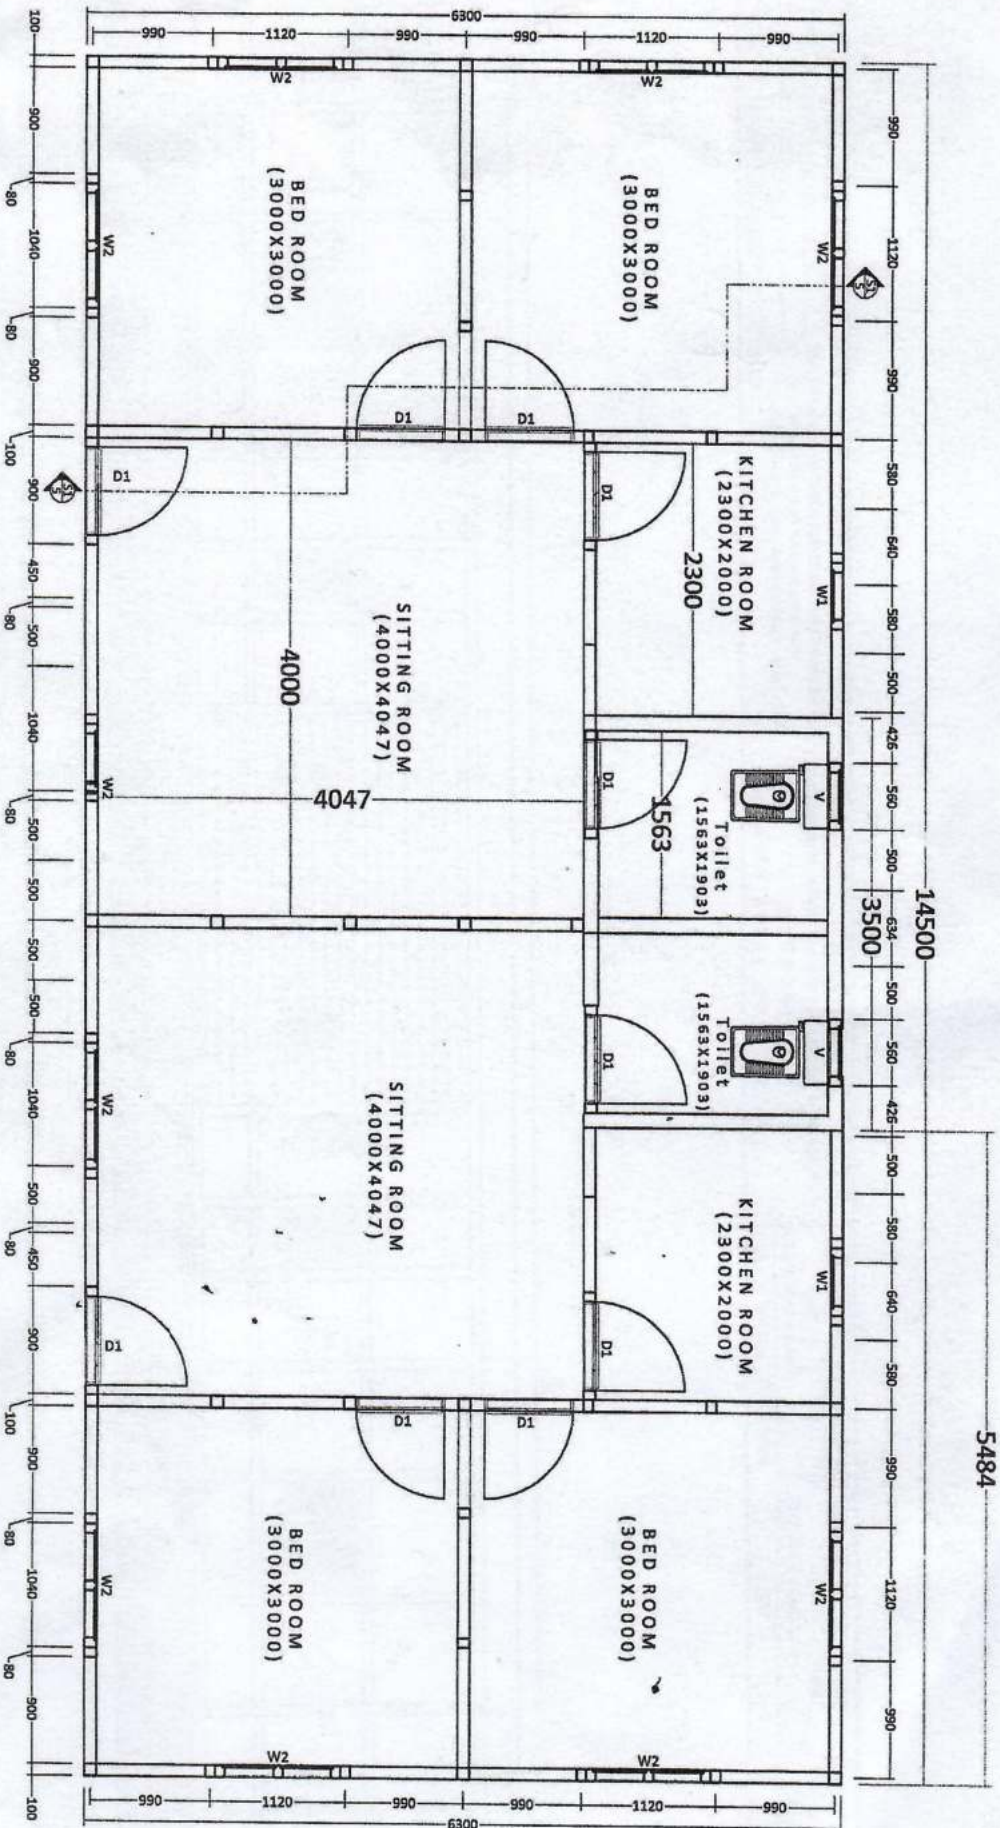 6300
990
1120
990
990
1120
990
100
900
80
1040
80
900
100
900
450
80
500
1040
80
500
500
500
500
80
1040
500
80
450
900
100
900
80
1040
80
900
100
W2
W2
W2
W2
BED ROOM
(3000X3000)
BED ROOM
(3000X3000)
S1
5
S1
5
D1
D1
D1
D1
KITCHEN ROOM
(2300X2000)
2300
W1
SITTING ROOM
(4000X4047)
4000
4047
W2
D1
1563
Toilet
(1563X1903)
V
D1
Toilet
(1563X1903)
V
W2
SITTING ROOM
(4000X4047)
KITCHEN ROOM
(2300X2000)
W1
D1
D1
D1
D1
BED ROOM
(3000X3000)
BED ROOM
(3000X3000)
W2
W2
W2
W2
990
1120
990
580
640
580
500
426
560
500
634
500
560
426
500
580
640
580
990
1120
990
14500
3500
5484
990
1120
990
990
1120
990
6300